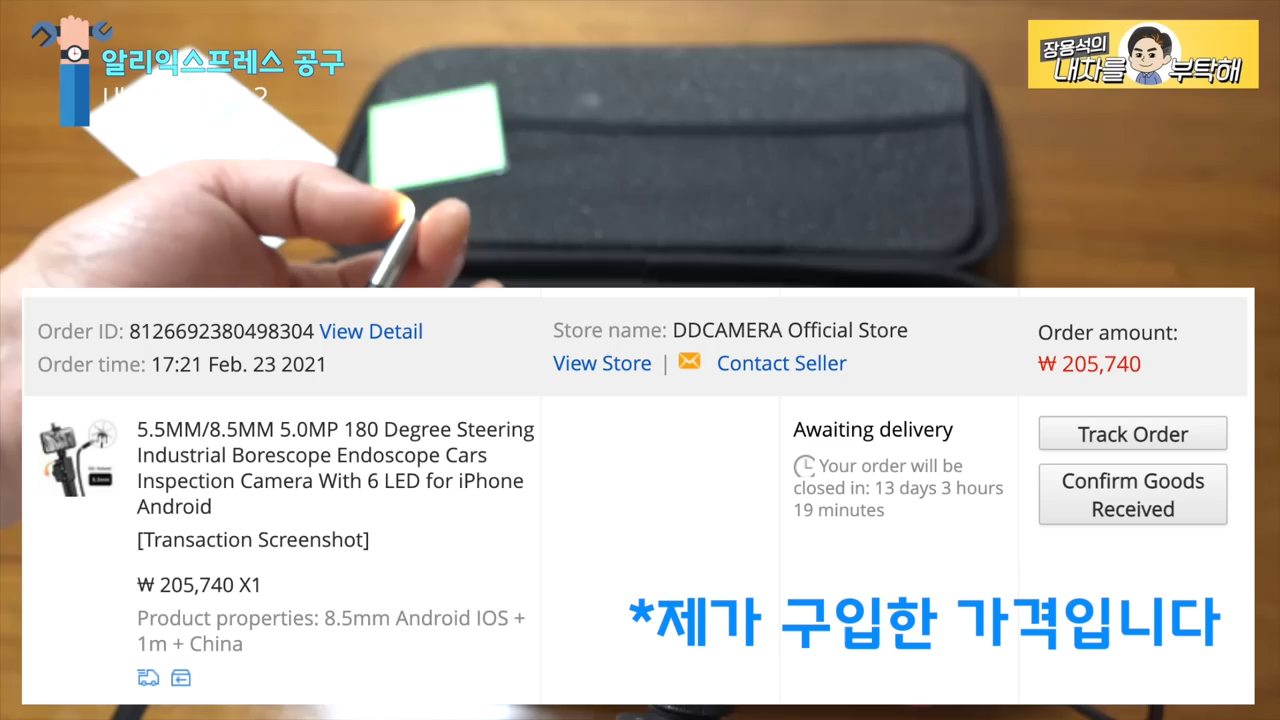 알리익스프레스 공구
장용석의
내차를 부탁해
Order ID: 8126692380498304 View Detail
Order time: 17:21 Feb. 23 2021
Store name: DDCAMERA Official Store
View Store | Contact Seller
Order amount:
₩ 205,740
5.5MM/8.5MM 5.0MP 180 Degree Steering
Industrial Borescope Endoscope Cars
Inspection Camera With 6 LED for iPhone
Android
[Transaction Screenshot]
₩ 205,740 X1
Product properties: 8.5mm Android IOS +
1m + China
Awaiting delivery
Your order will be
closed in: 13 days 3 hours
19 minutes
Track Order
Confirm Goods
Received
*제가 구입한 가격입니다